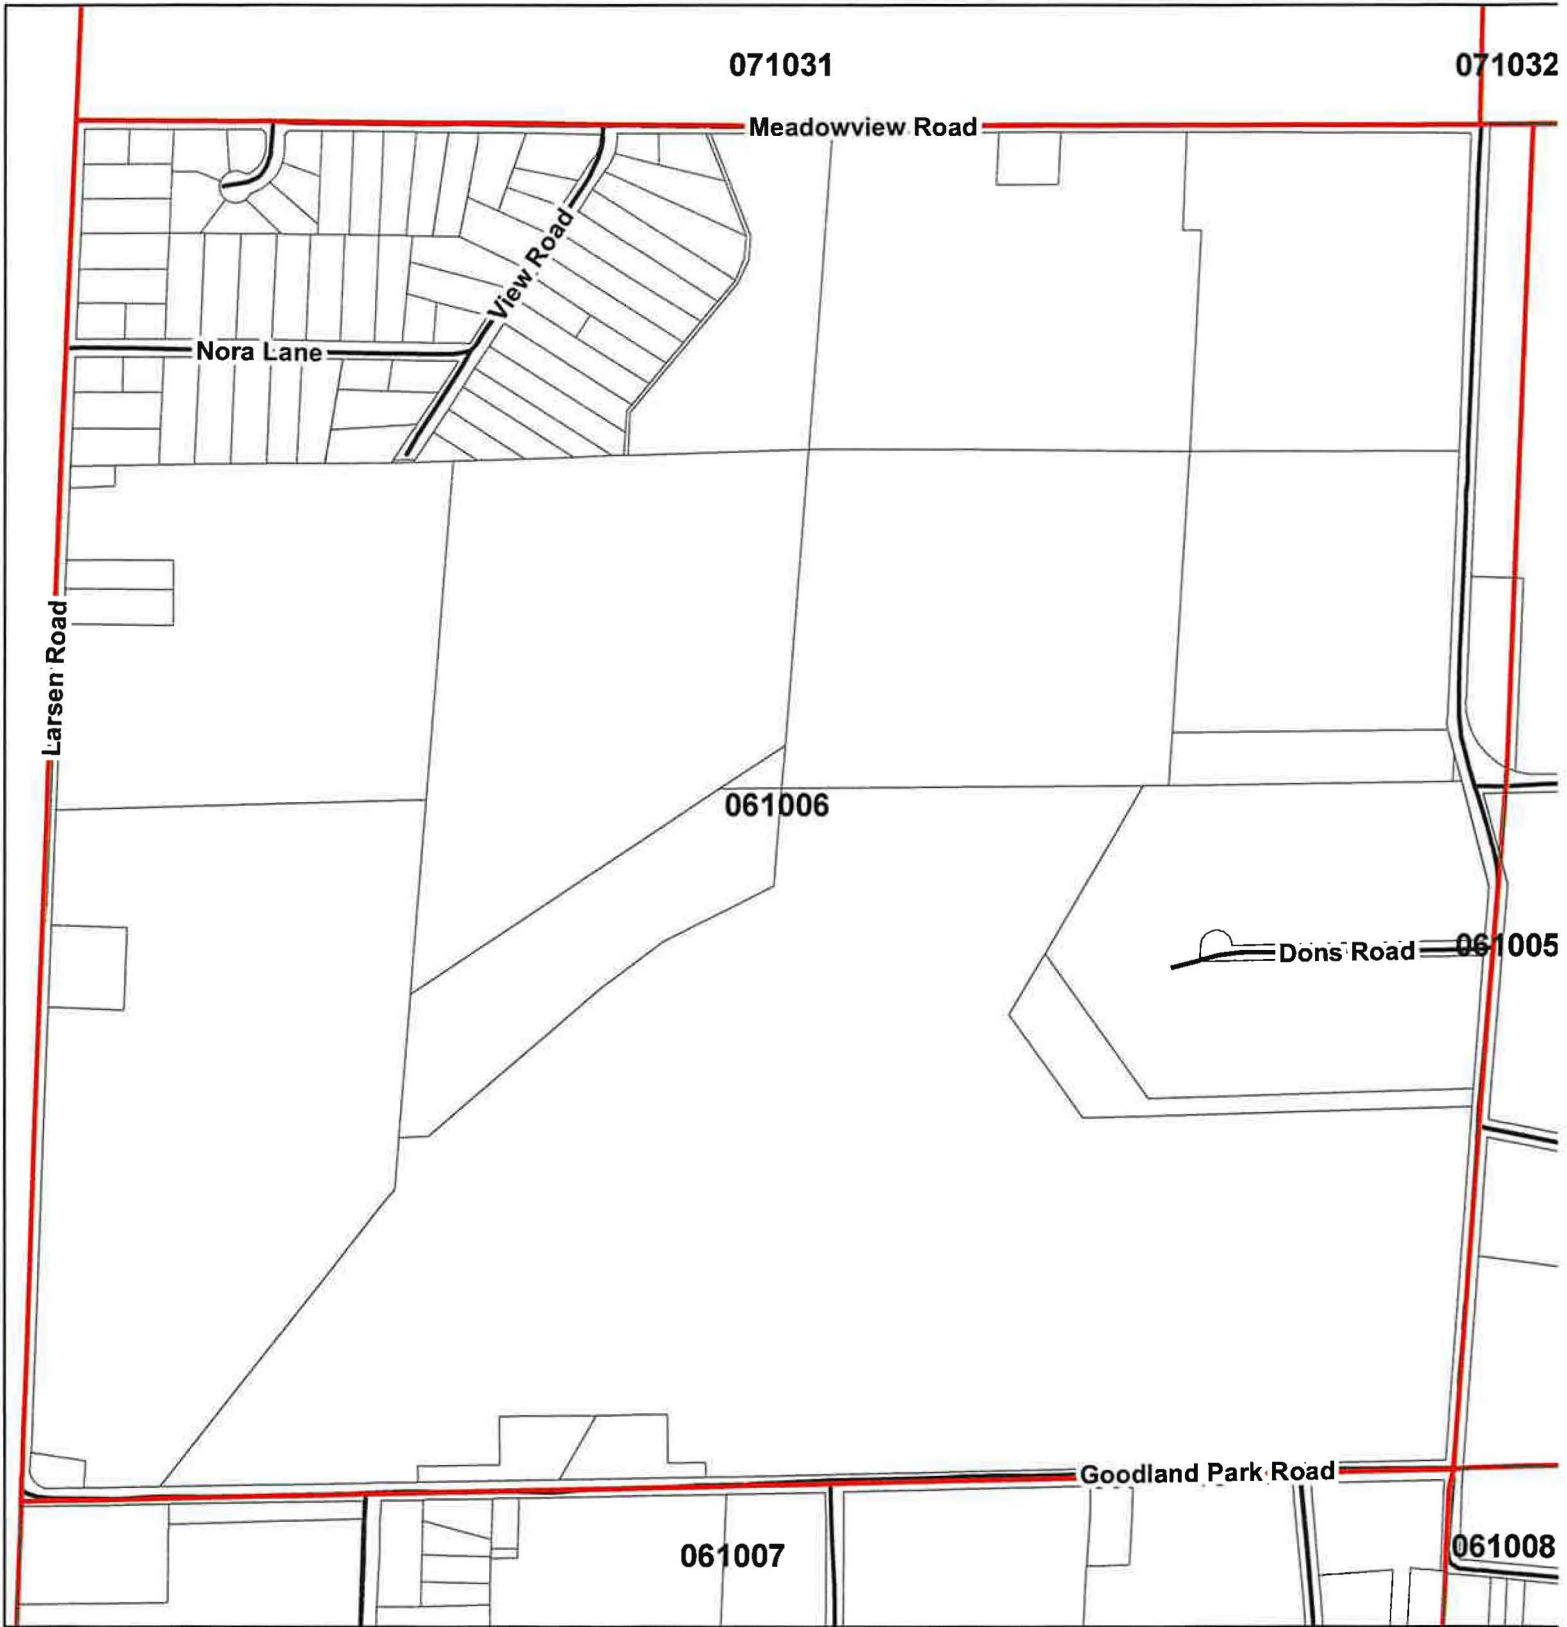 071031
071032
Meadowview Road
View Road
Nora Lane
Larsen Road
061006
Dons Road
061005
Goodland Park Road
061007
061008